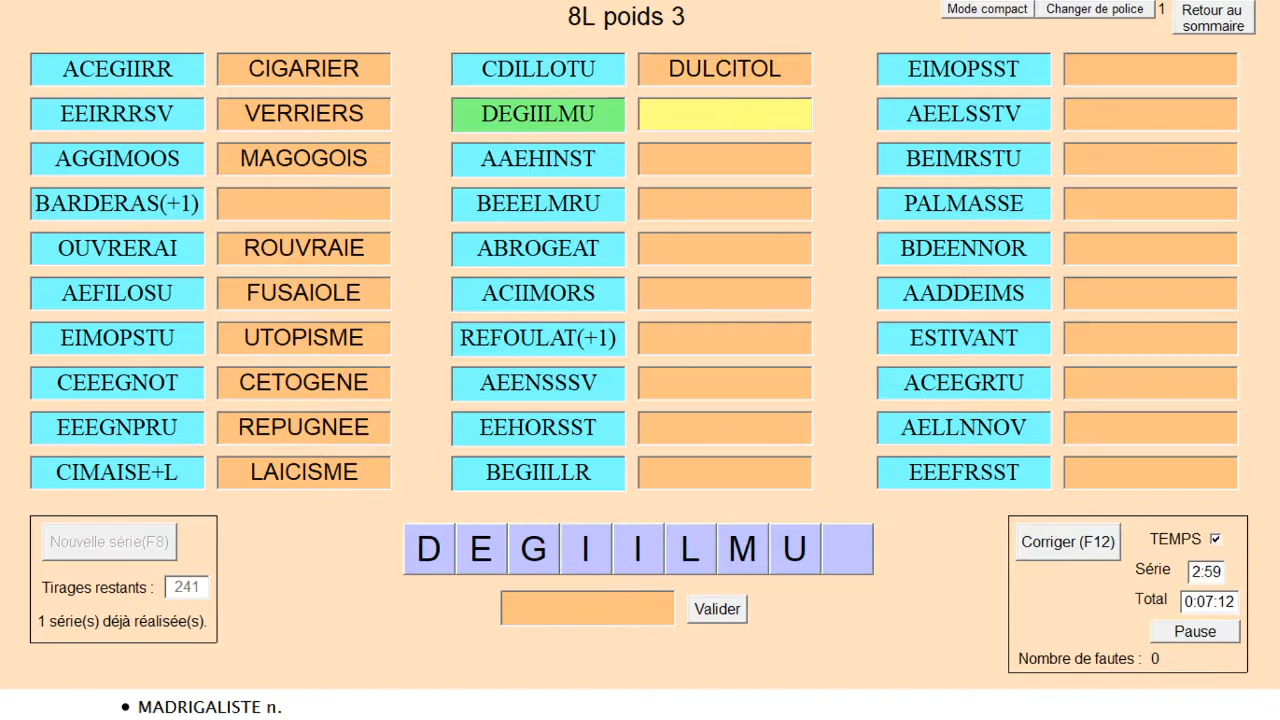 8L poids 3
Mode compact Changer de police 1 Retour au sommaire
ACEGIIRR CIGARIER CDILLOTU DULCITOL EIMOPSST
EEIRRRSV VERRIERS DEGIILMU AEELSSTV
AGGIMOOS MAGOGOIS AAEHINST BEIMRSTU
BARDERAS(+1) BEEELMRU PALMASSE
OUVRERAI ROUVRAIE ABROGEAT BDEENNOR
AEFILOSU FUSAIOLE ACIIMORS AADDEIMS
EIMOPSTU UTOPISME REFOULAT(+1) ESTIVANT
CEEEGNOT CETOGENE AEENSSSV ACEEGRTU
EEEGNPRU REPUGNEE EEHORSST AELLNNOV
CIMAISE+L LAICISME BEGIILLR EEEFRSST
Nouvelle série(F8)
Tirages restants : 241
1 série(s) déjà réalisée(s).
D E G I I L M U
Valider
Corriger (F12) TEMPS
Série 2:59
Total 0:07:12
Pause
Nombre de fautes : 0
• MADRIGALISTE n.